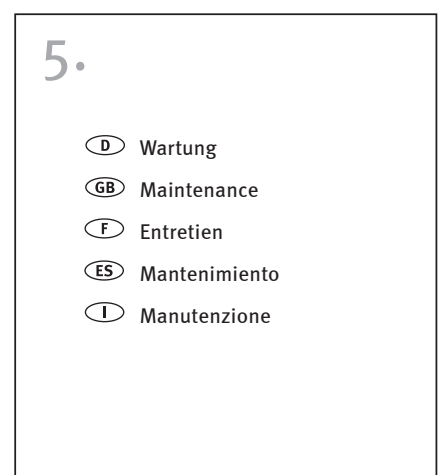 5.
D Wartung
GB Maintenance
F Entretien
ES Mantenimiento
I Manutenzione